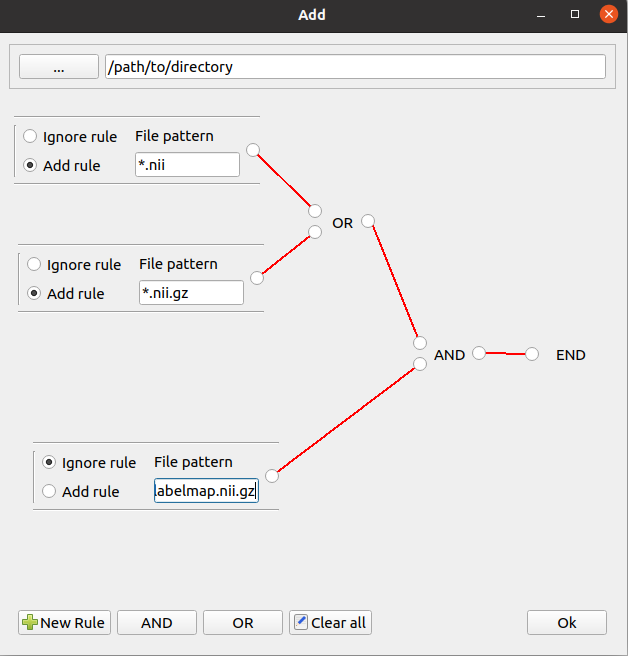 Add
...
/path/to/directory
Ignore rule File pattern
Add rule *.nii
OR
Ignore rule File pattern
Add rule *.nii.gz
AND END
Ignore rule File pattern
Add rule labelmap.nii.gz
New Rule AND OR Clear all Ok